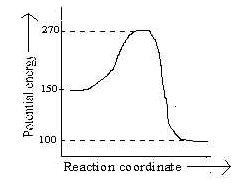 Potential energy
270
150
100
Reaction coordinate